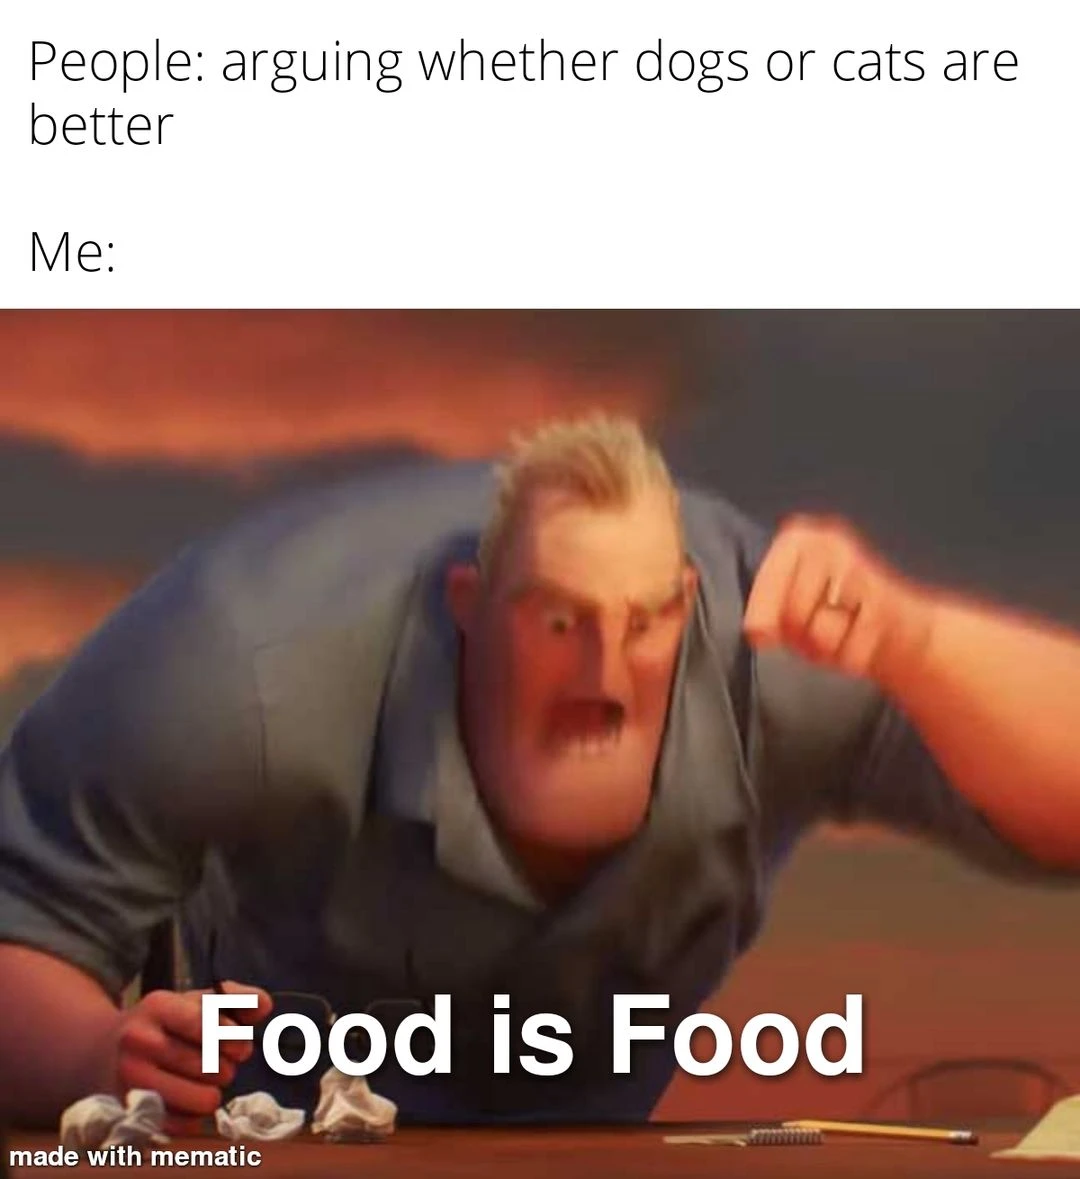 People: arguing whether dogs or cats are
better
Me:
Food is Food
made with mematic